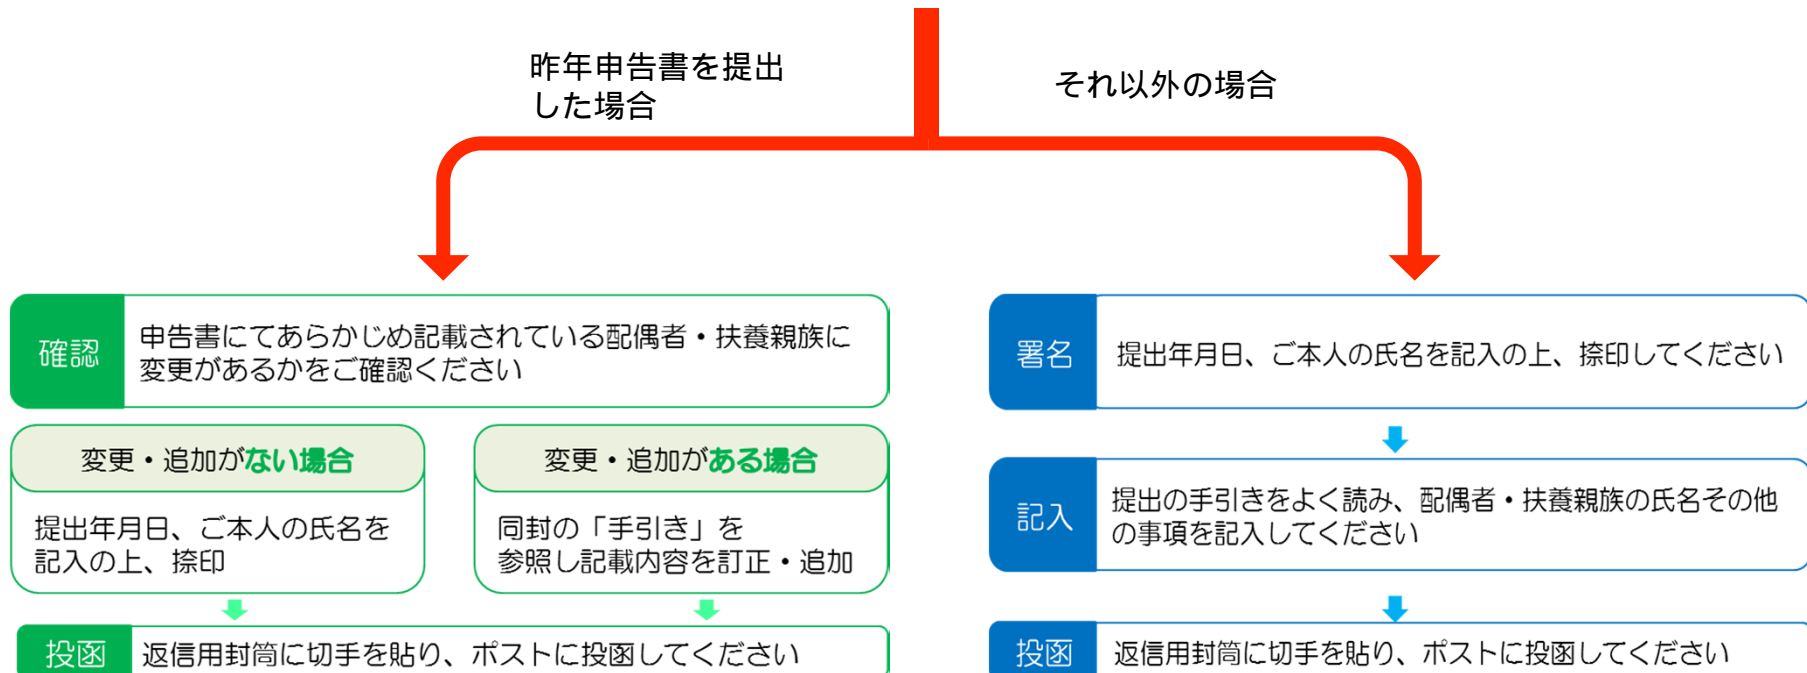 昨年申告書を提出
した場合
それ以外の場合
確認
申告書にてあらかじめ記載されている配偶者・扶養親族に
変更があるかをご確認ください
変更・追加がない場合
提出年月日、ご本人の氏名を
記入の上、捺印
変更・追加がある場合
同封の「手引き」を
参照し記載内容を訂正・追加
投函
返信用封筒に切手を貼り、ポストに投函してください
署名
提出年月日、ご本人の氏名を記入の上、捺印してください
記入
提出の手引きをよく読み、配偶者・扶養親族の氏名その他
の事項を記入してください
投函
返信用封筒に切手を貼り、ポストに投函してください